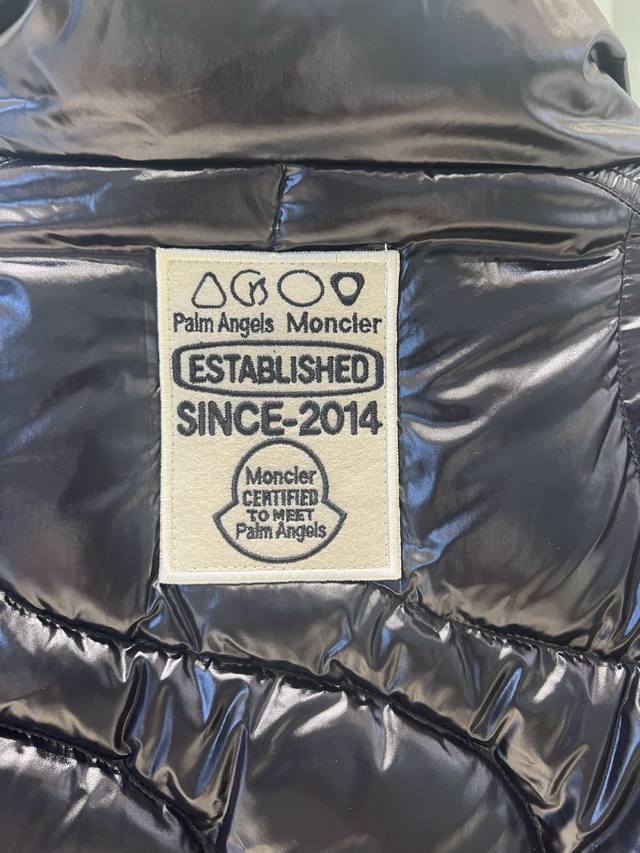 Palm Angels Moncler
ESTABLISHED
SINCE-2014
Moncler
CERTIFIED
TO MEET
Palm Angels